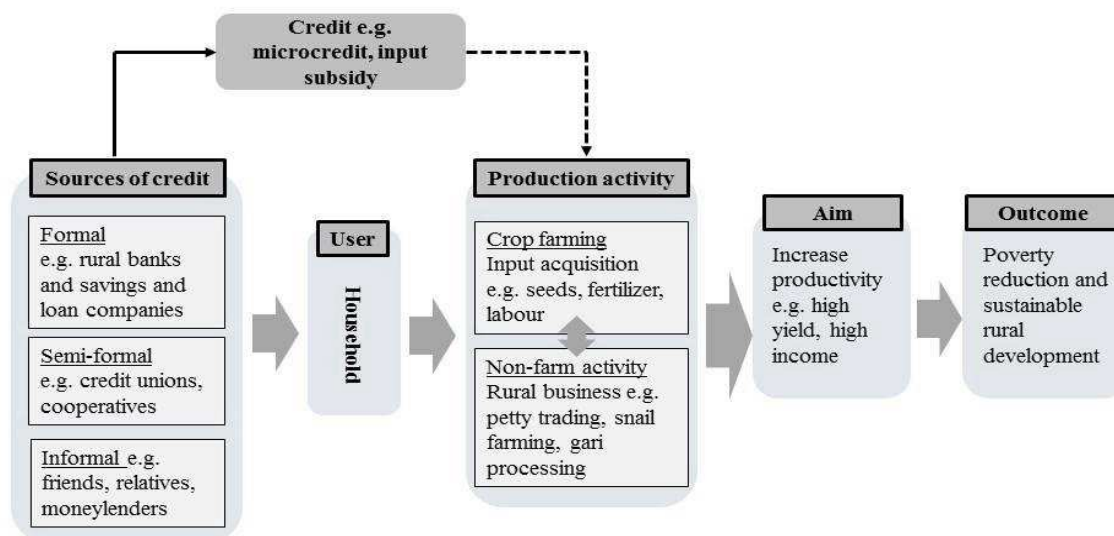 Credit e.g.
microcredit, input
subsidy
Sources of credit
Formal
e.g. rural banks
and savings and
loan companies
Semi-formal
e.g. credit unions,
cooperatives
Informal e.g.
friends, relatives,
moneylenders
User
Household
Production activity
Crop farming
Input acquisition
e.g. seeds, fertilizer,
labour
Non-farm activity
Rural business e.g.
petty trading, snail
farming, gari
processing
Aim
Increase
productivity
e.g. high
yield, high
income
Outcome
Poverty
reduction and
sustainable
rural
development